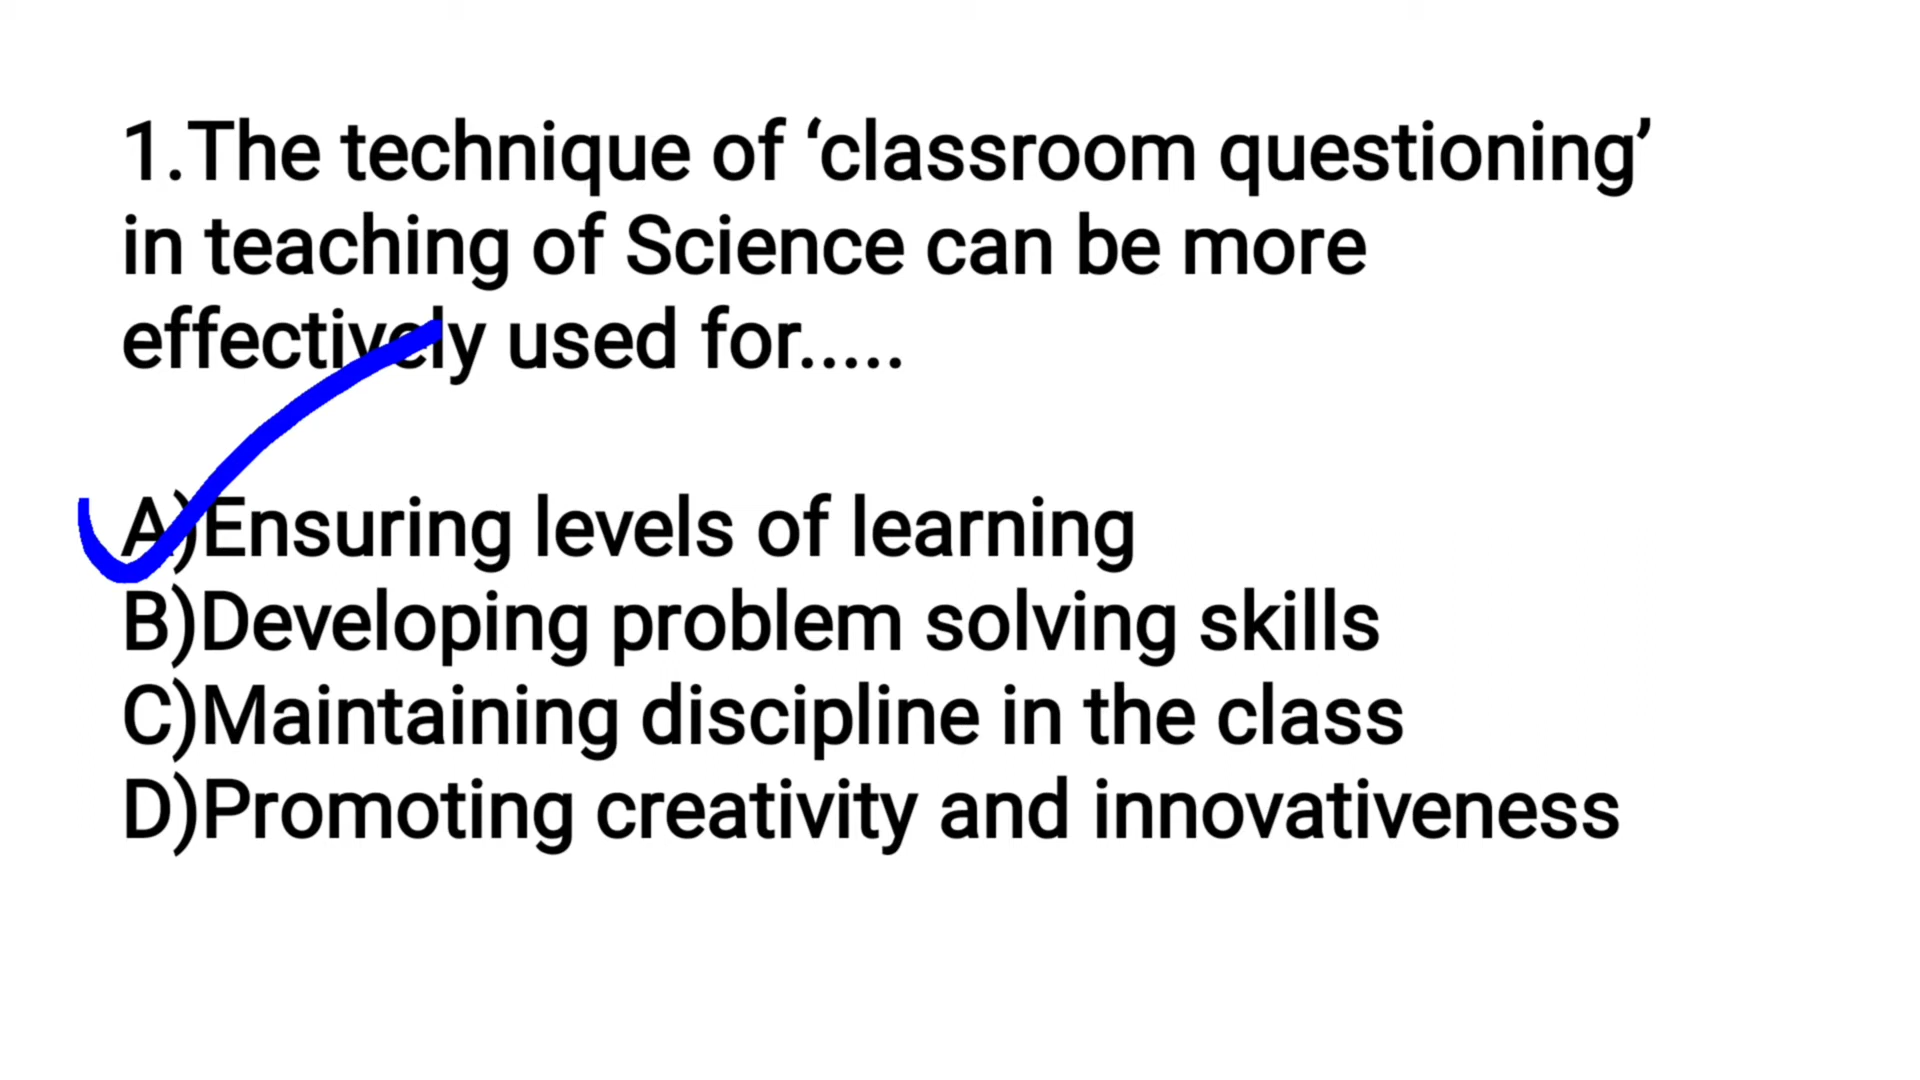 1.The technique of ‘classroom questioning’
in teaching of Science can be more
effectively used for.....
A)Ensuring levels of learning
B)Developing problem solving skills
C)Maintaining discipline in the class
D)Promoting creativity and innovativeness